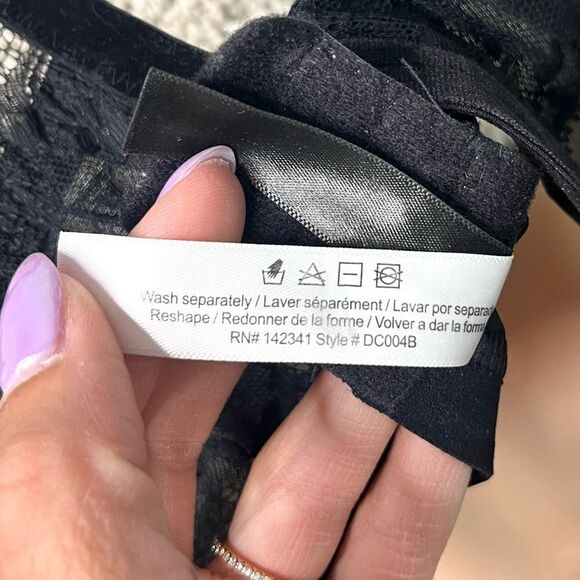 Wash separately / Laver séparément / Lavar por separado
Reshape / Redonner de la forme / Volver a dar la forma
RN# 142341 Style # DC004B